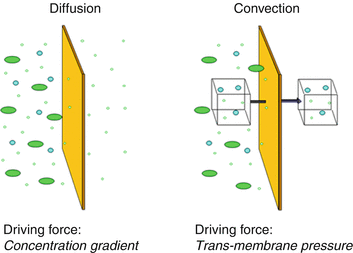 Diffusion
Convection
Driving force:
Concentration gradient
Driving force:
Trans-membrane pressure